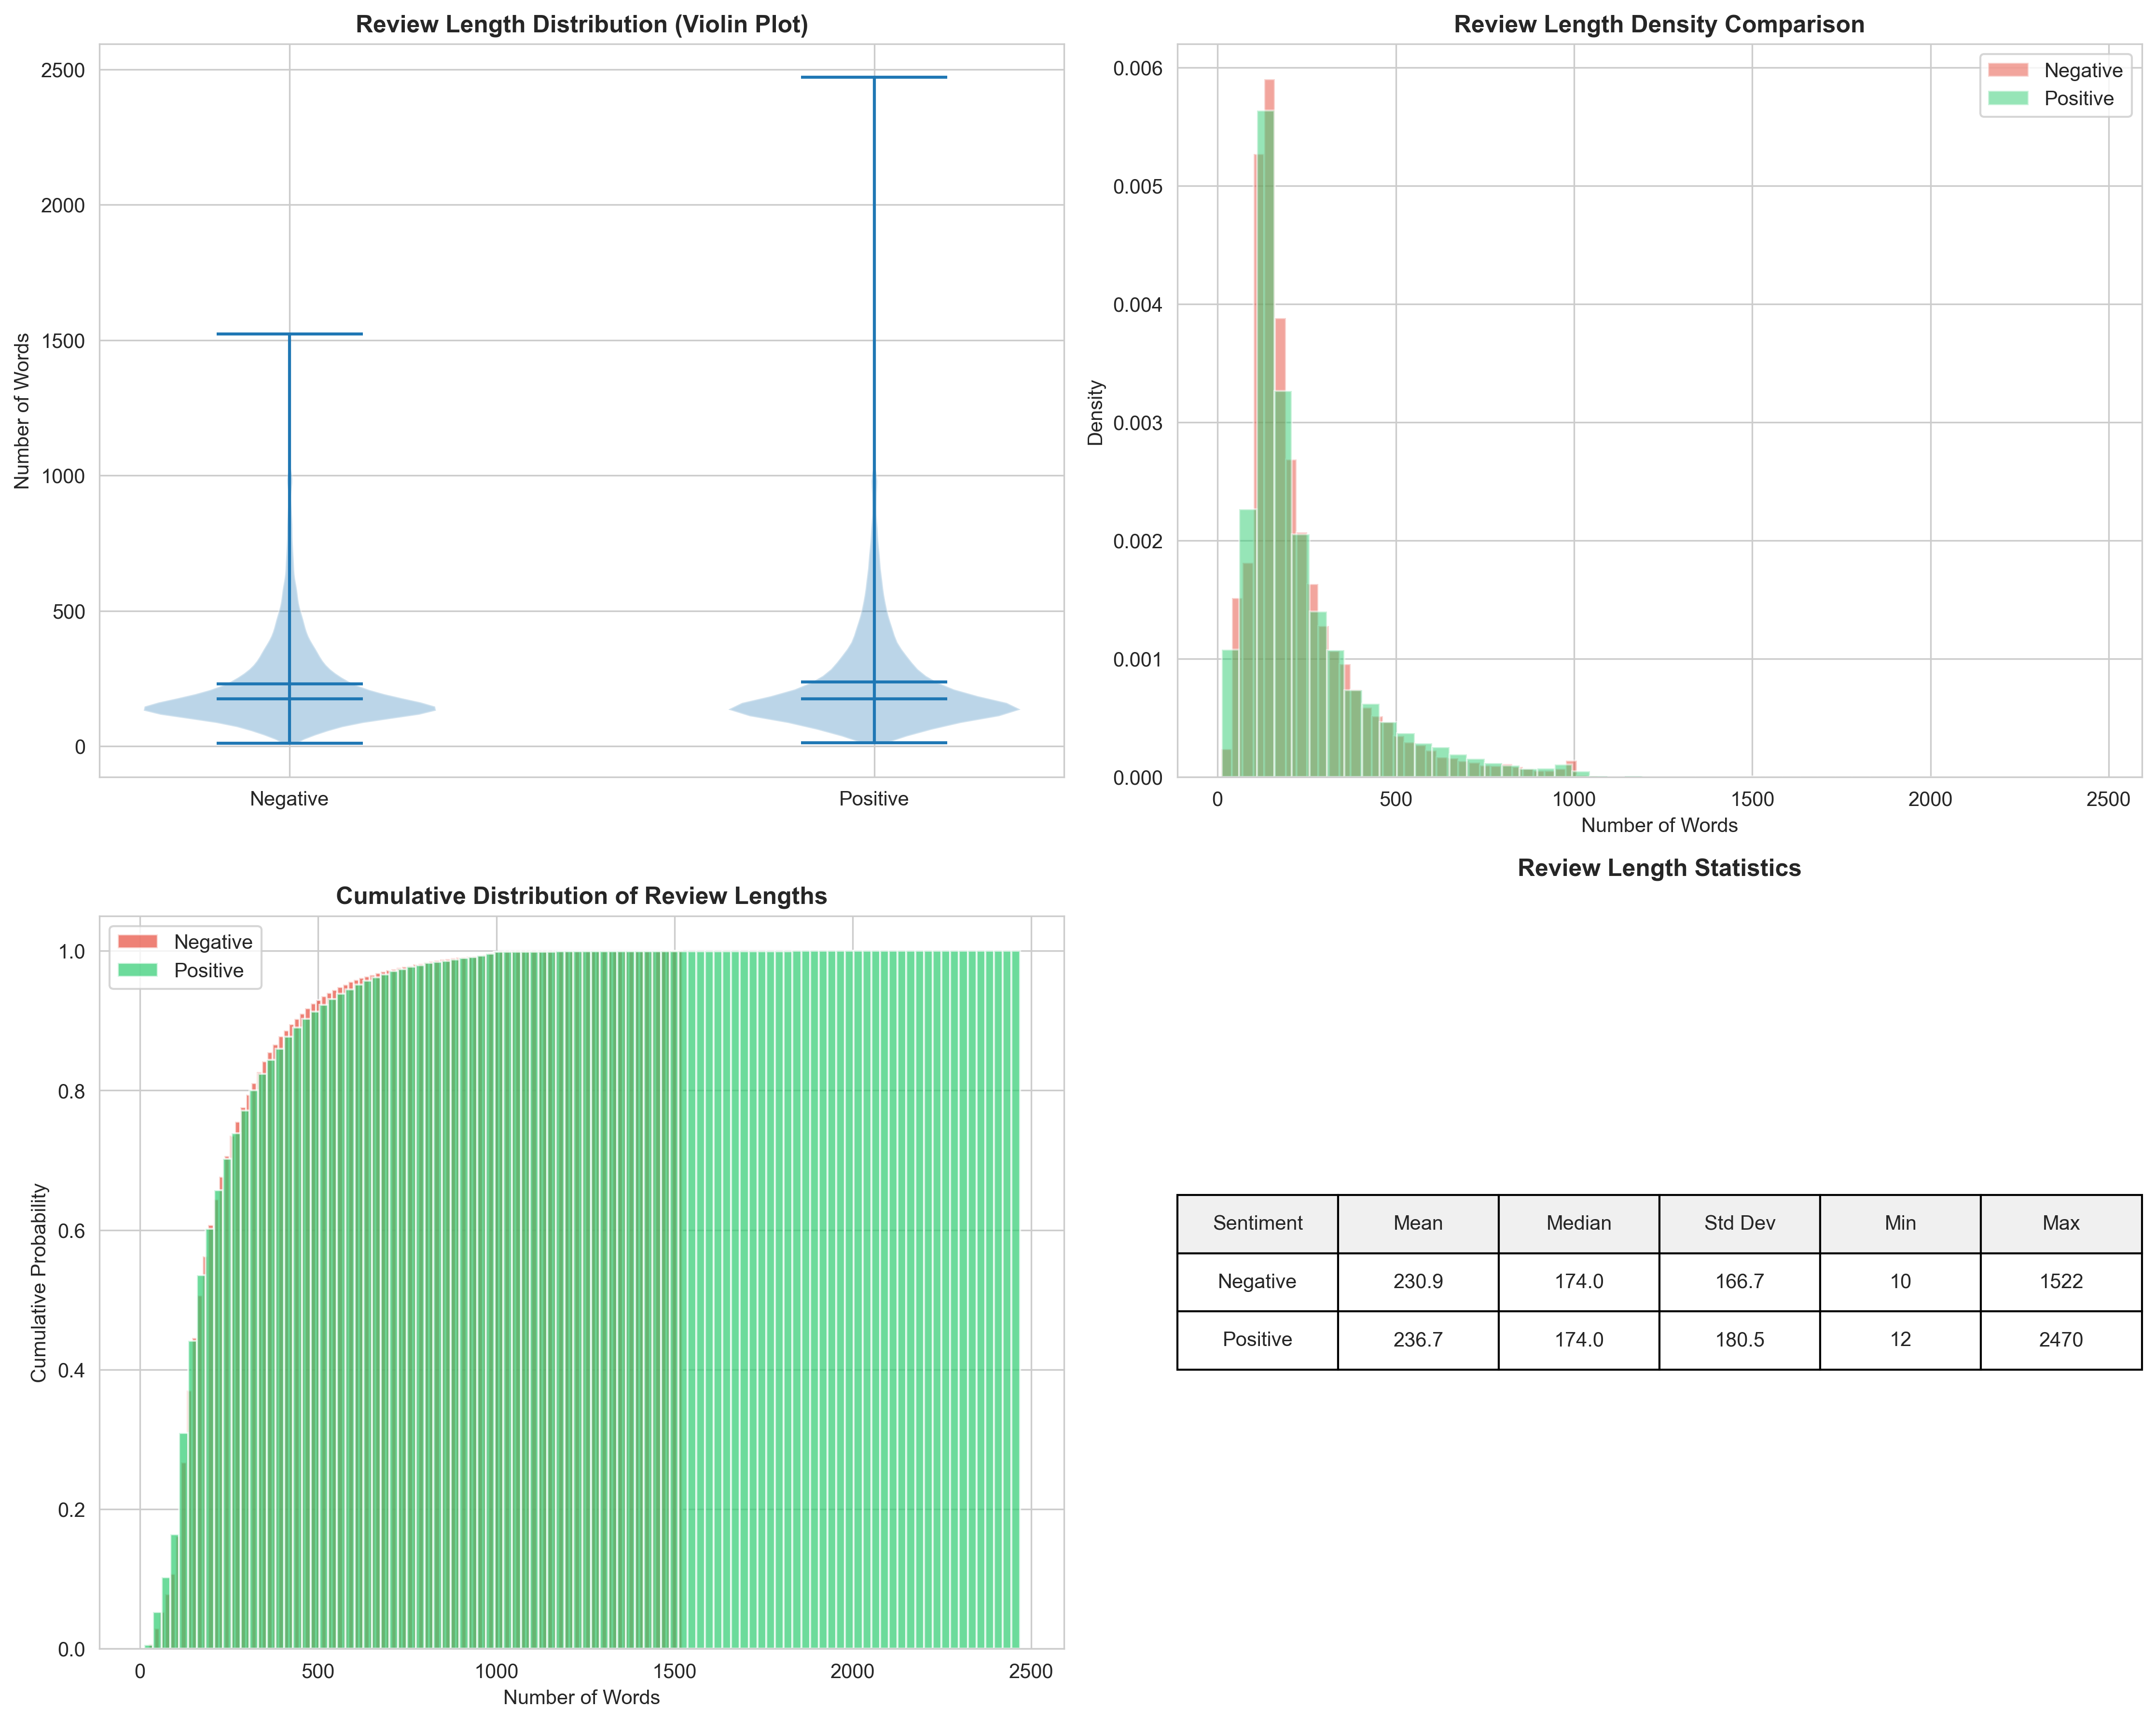 Review Length Distribution (Violin Plot)
2500
2000
1500
1000
500
0
Number of Words
Negative
Positive
Review Length Density Comparison
Negative
Positive
0.006
0.005
0.004
0.003
0.002
0.001
0.000
Density
0
500
1000
1500
2000
2500
Number of Words
Cumulative Distribution of Review Lengths
Negative
Positive
1.0
0.8
0.6
0.4
0.2
0.0
Cumulative Probability
0
500
1000
1500
2000
2500
Number of Words
Review Length Statistics
Sentiment Mean Median Std Dev Min Max
Negative 230.9 174.0 166.7 10 1522
Positive 236.7 174.0 180.5 12 2470